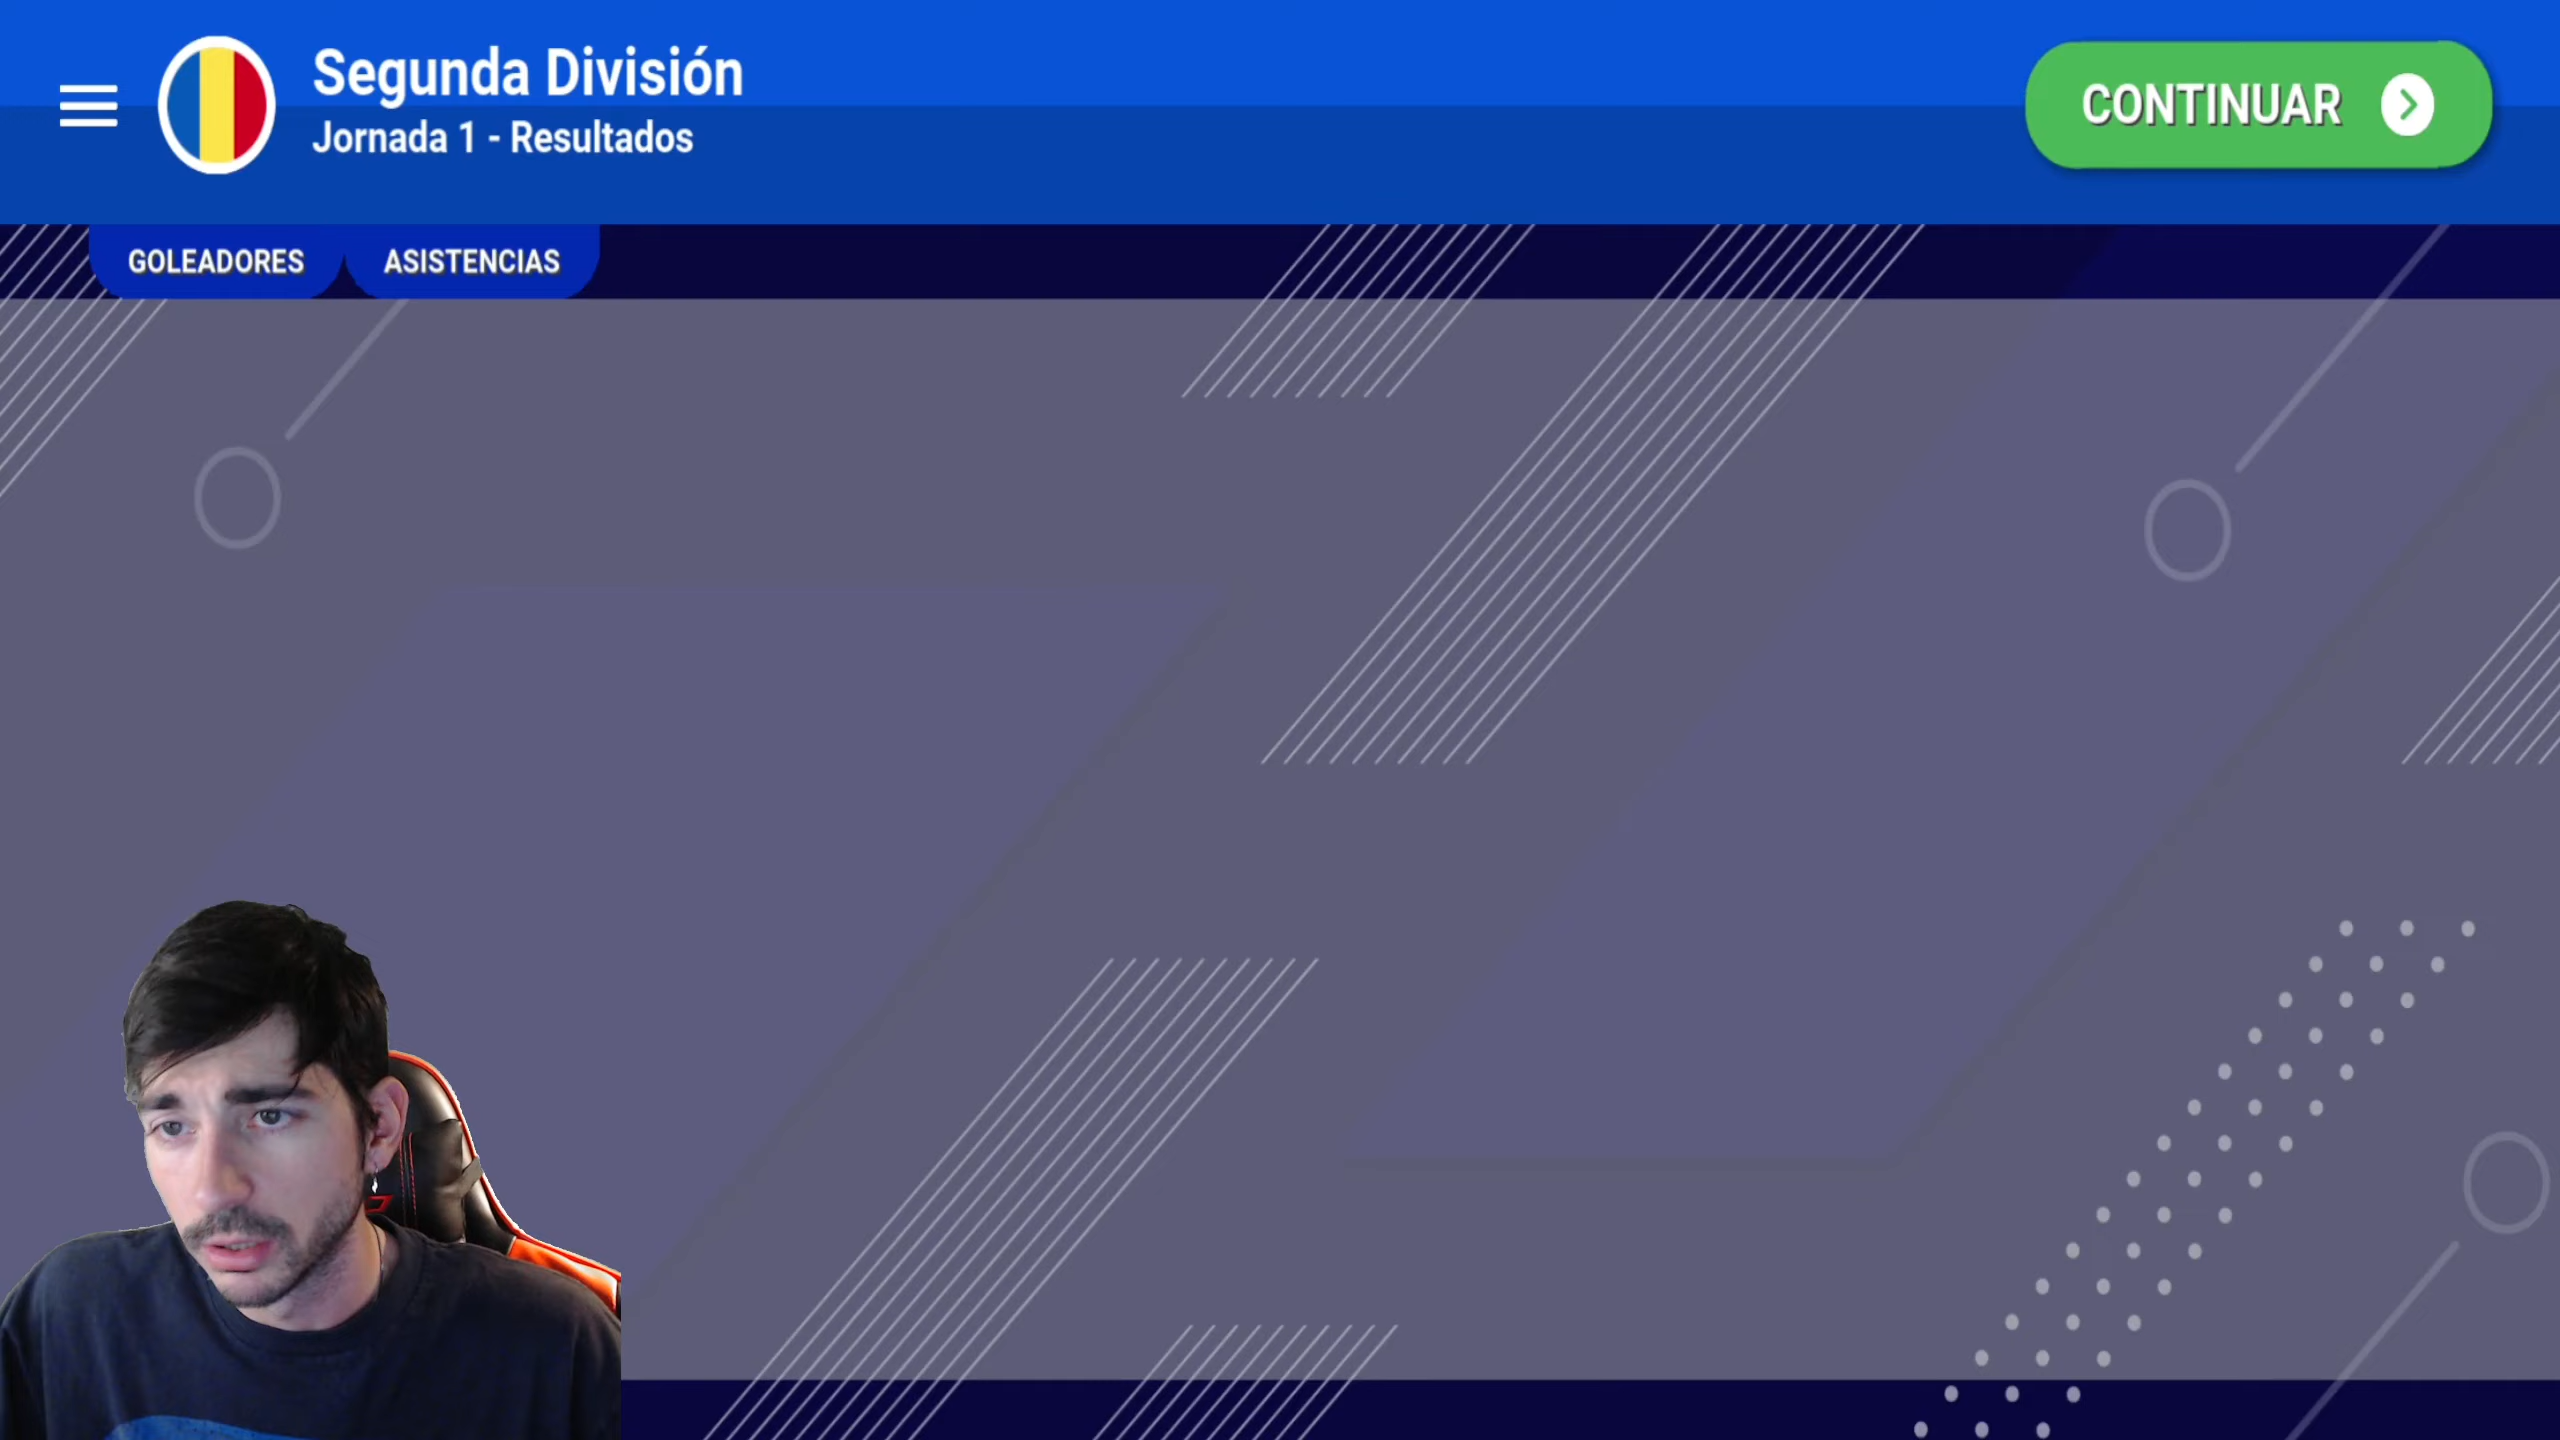 Segunda División
Jornada 1 - Resultados
CONTINUAR
GOLEADORES
ASISTENCIAS